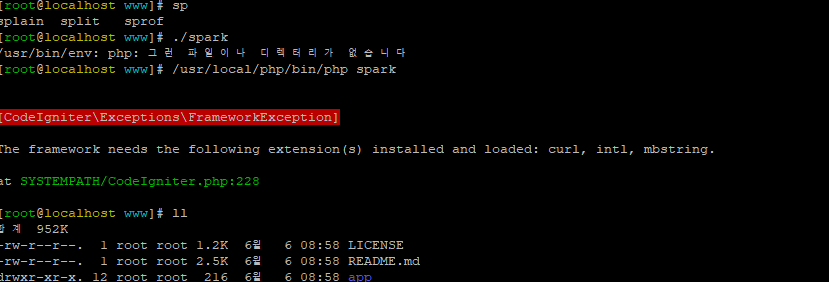 [root@localhost www]# sp
splain split sprof
[root@localhost www]# ./spark
/usr/bin/env: php: 그런 파일이나 디렉터리가 없습니다
[root@localhost www]# /usr/local/php/bin/php spark
[CodeIgniter\Exceptions\FrameworkException]
The framework needs the following extension(s) installed and loaded: curl, intl, mbstring.
at SYSTEMPATH/CodeIgniter.php:228
[root@localhost www]# ll
합계 952K
-rw-r--r--. 1 root root 1.2K 6월 6 08:58 LICENSE
-rw-r--r--. 1 root root 2.5K 6월 6 08:58 README.md
drwxr-xr-x. 12 root root 216 6월 6 08:58 app